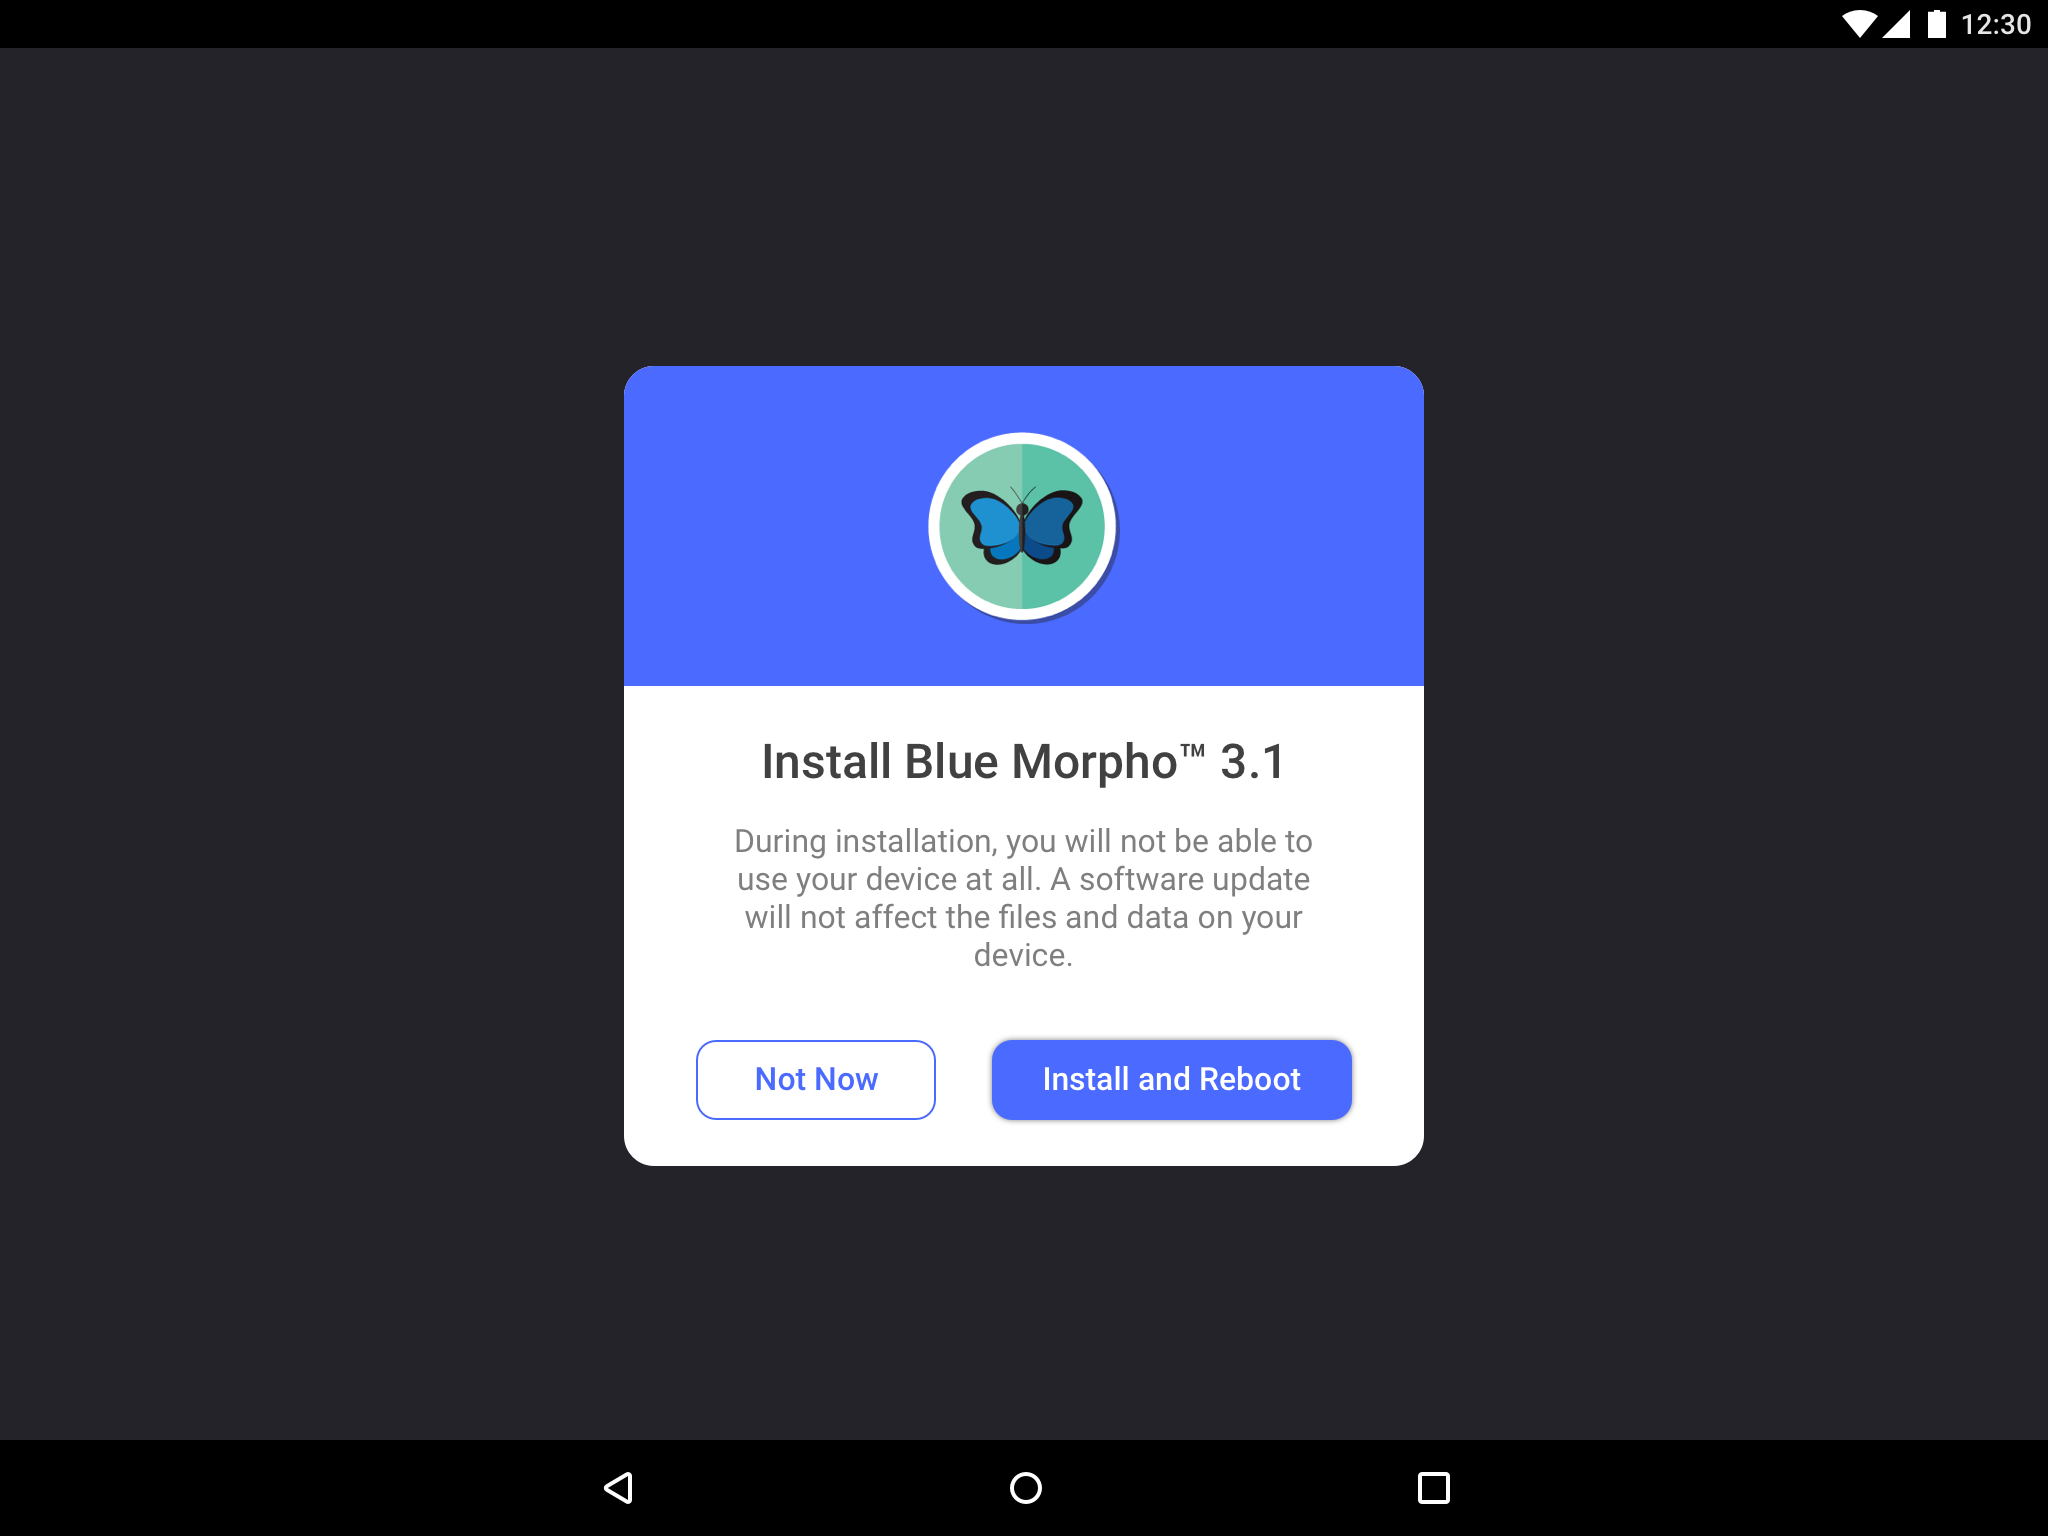 12:30
Install Blue Morpho™ 3.1
During installation, you will not be able to
use your device at all. A software update
will not affect the files and data on your
device.
Not Now
Install and Reboot